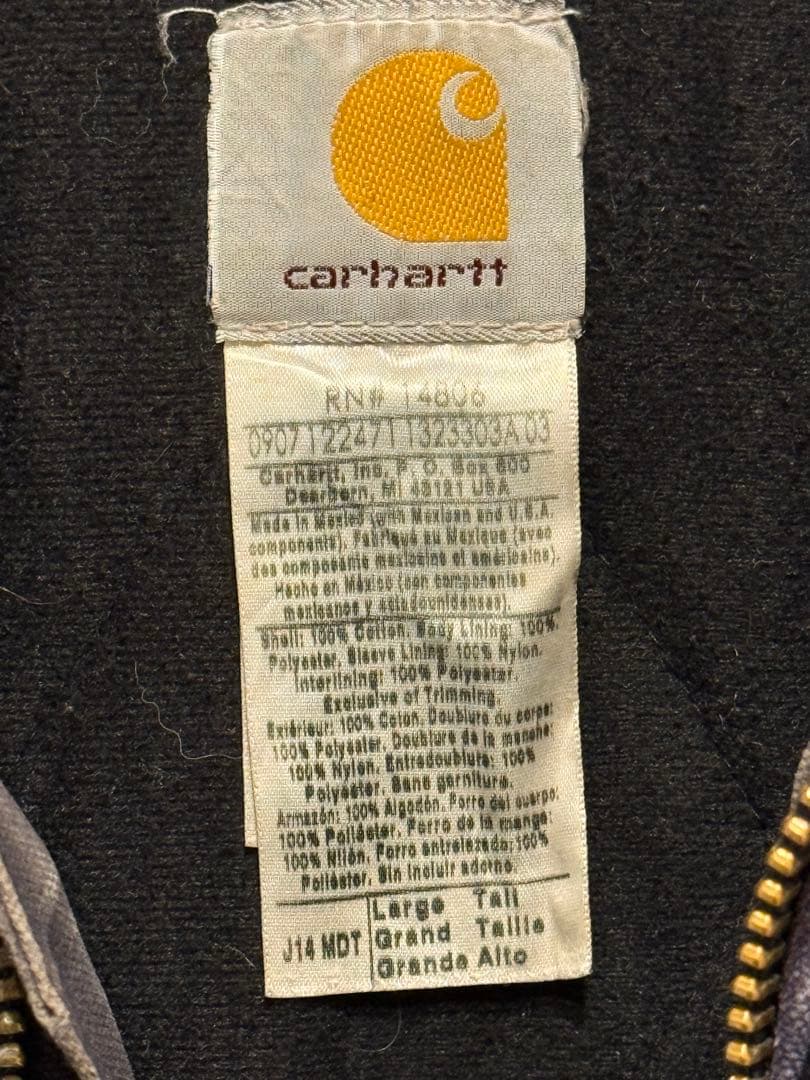 carhartt
RN# 14806
0907122471 1323303A 03
Carhartt, Inc. P. O. Box 600
Dearborn, MI 48121 USA
Made in Mexico (with Mexican and U.S.A.
components). Fabriqué au Mexique (avec
des composants mexicains et américains).
Hecho en México (con componentes
mexicanos y estadounidenses).
Shell: 100% Cotton. Body Lining: 100%
Polyester. Sleeve Lining: 100% Nylon.
Interlining: 100% Polyester.
Exclusive of Trimming.
Extérieur: 100% Coton. Doublure du corps:
100% Polyester. Doublure de la manche:
100% Nylon. Entredoublure: 100%
Polyester. Sans garniture.
Armazón: 100% Algodón. Forro del cuerpo:
100% Poliéster. Forro de la manga:
100% Nilón. Forro entrelazado: 100%
Poliéster. Sin incluir adorno.
J14 MDT
Large Tall
Grand Taille
Grande Alto